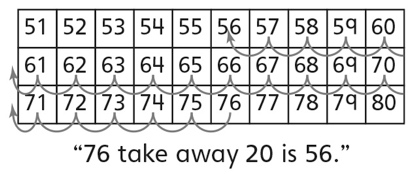 51 52 53 54 55 56 57 58 59 60
61 62 63 64 65 66 67 68 69 70
71 72 73 74 75 76 77 78 79 80
“76 take away 20 is 56.”